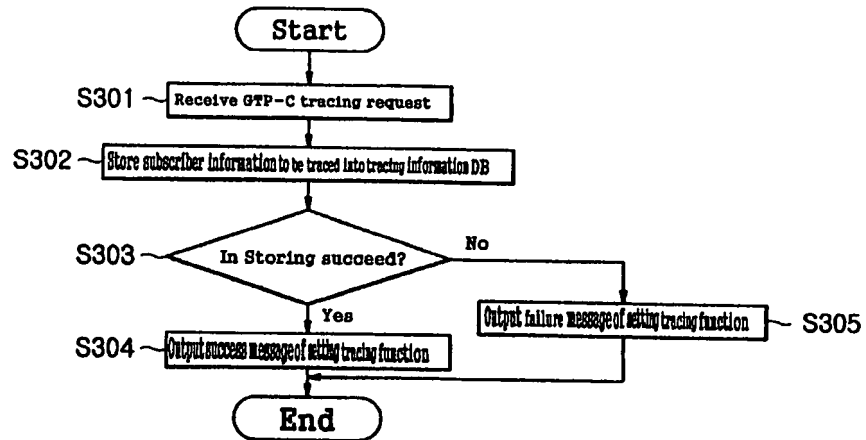 Start
S301
Receive GTP-C tracing request
S302
Store subscriber information to be traced into tracing information DB
S303
In Storing succeed?
No
Yes
S304
Output success message of setting tracing function
Output failure message of setting tracing function
S305
End